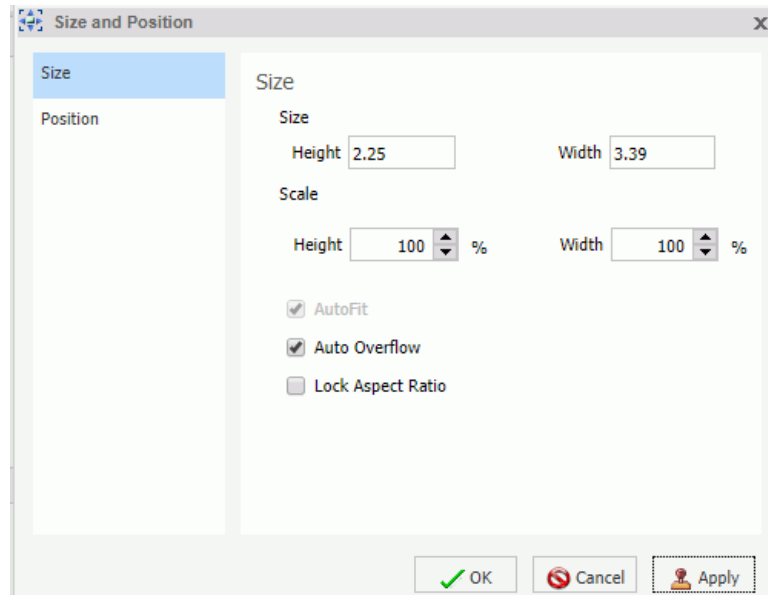 Size and Position x
Size
Position
Size
Size
Height 2.25 Width 3.39
Scale
Height 100 % Width 100 %
AutoFit
Auto Overflow
Lock Aspect Ratio
OK Cancel Apply